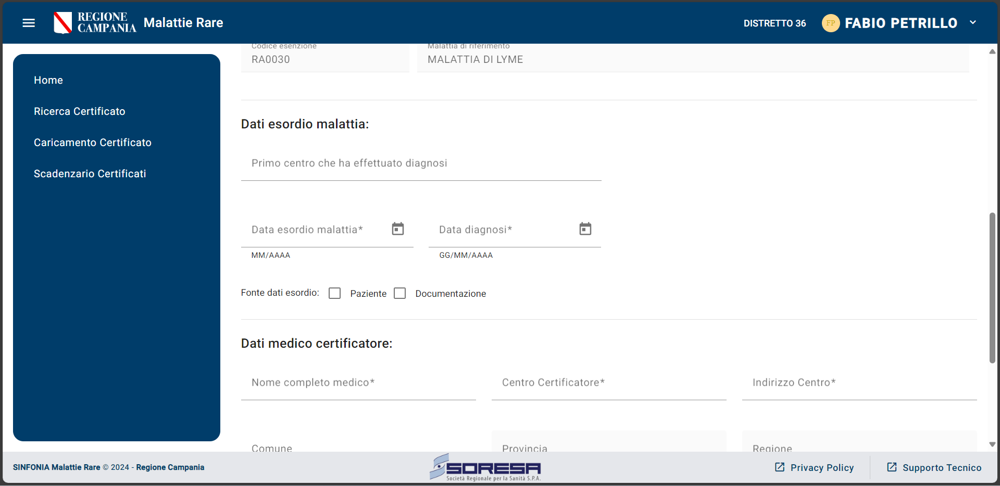 REGIONE
CAMPANIA
Malattie Rare
DISTRETTO 36
FP
FABIO PETRILLO
Home
Ricerca Certificato
Caricamento Certificato
Scadenzario Certificati
Codice esenzione
Malattia di riferimento
RA0030
MALATTIA DI LYME
Dati esordio malattia:
Primo centro che ha effettuato diagnosi
Data esordio malattia*
Data diagnosi*
MM/AAAA
GG/MM/AAAA
Fonte dati esordio:
Paziente
Documentazione
Dati medico certificatore:
Nome completo medico*
Centro Certificatore*
Indirizzo Centro*
Comune
Provincia
Regione
SINFONIA Malattie Rare © 2024 - Regione Campania
SORESA
Società Regionale per la Sanità S.P.A.
Privacy Policy
Supporto Tecnico